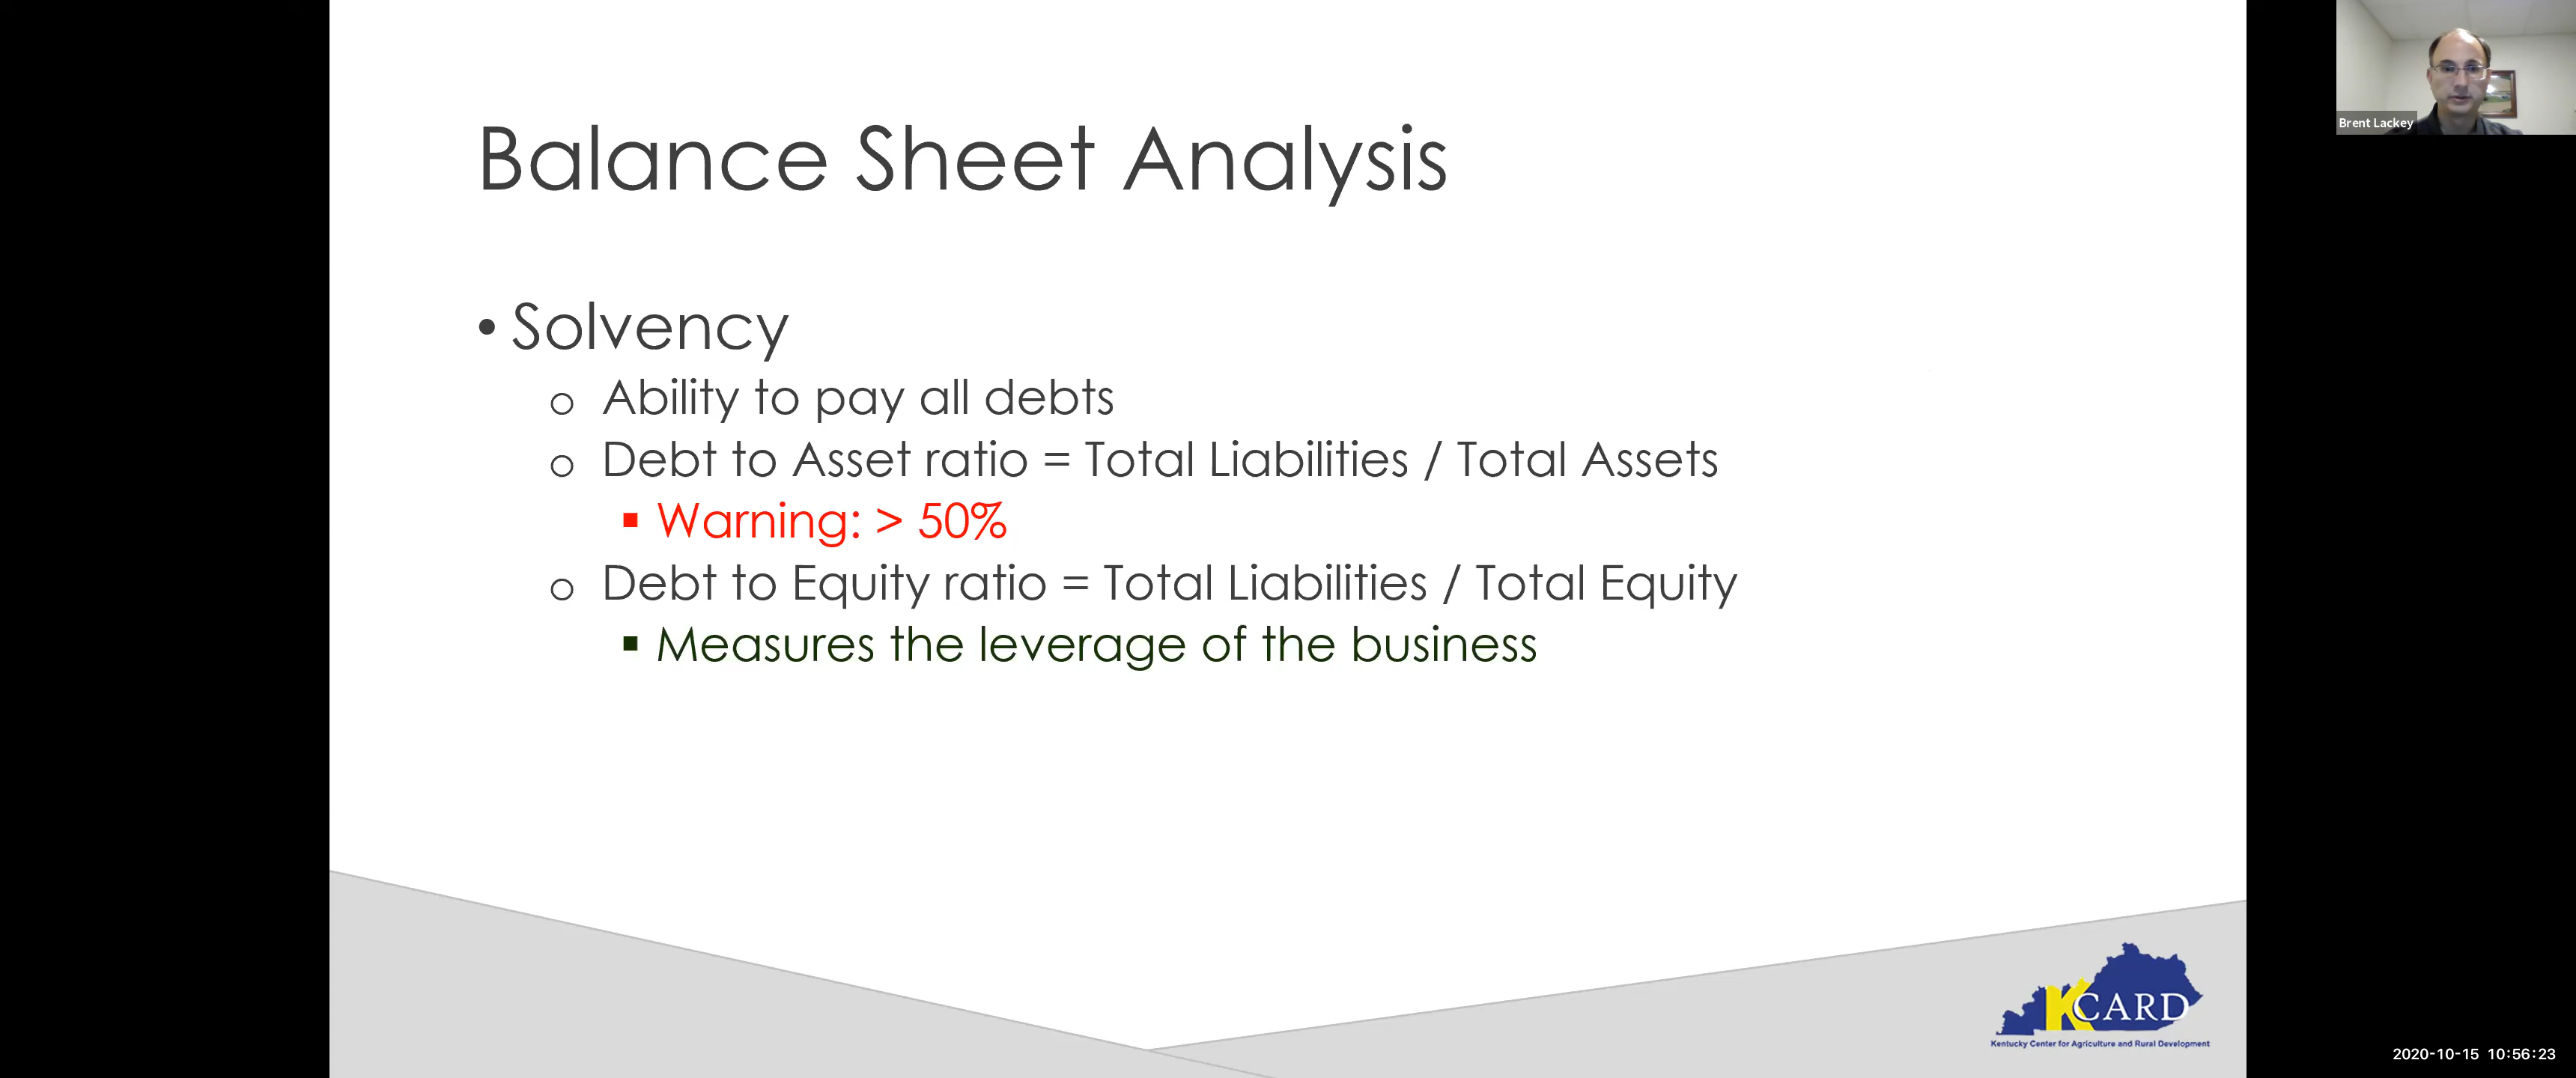 Balance Sheet Analysis
• Solvency
o Ability to pay all debts
o Debt to Asset ratio = Total Liabilities / Total Assets
▪ Warning: > 50%
o Debt to Equity ratio = Total Liabilities / Total Equity
▪ Measures the leverage of the business
Brent Lackey
KCARD
Kentucky Center for Agriculture and Rural Development
2020-10-15 10:56:23